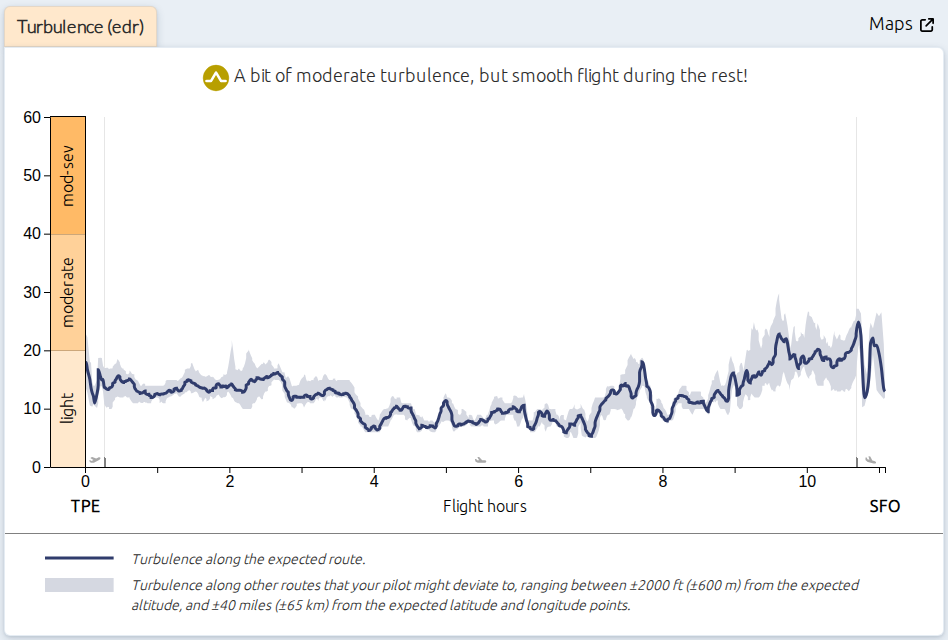 Turbulence (edr)
Maps
A bit of moderate turbulence, but smooth flight during the rest!
60
50
40
30
20
10
0
mod-sev
moderate
light
0 2 4 6 8 10
TPE Flight hours SFO
Turbulence along the expected route.
Turbulence along other routes that your pilot might deviate to, ranging between ±2000 ft (±600 m) from the expected
altitude, and ±40 miles (±65 km) from the expected latitude and longitude points.